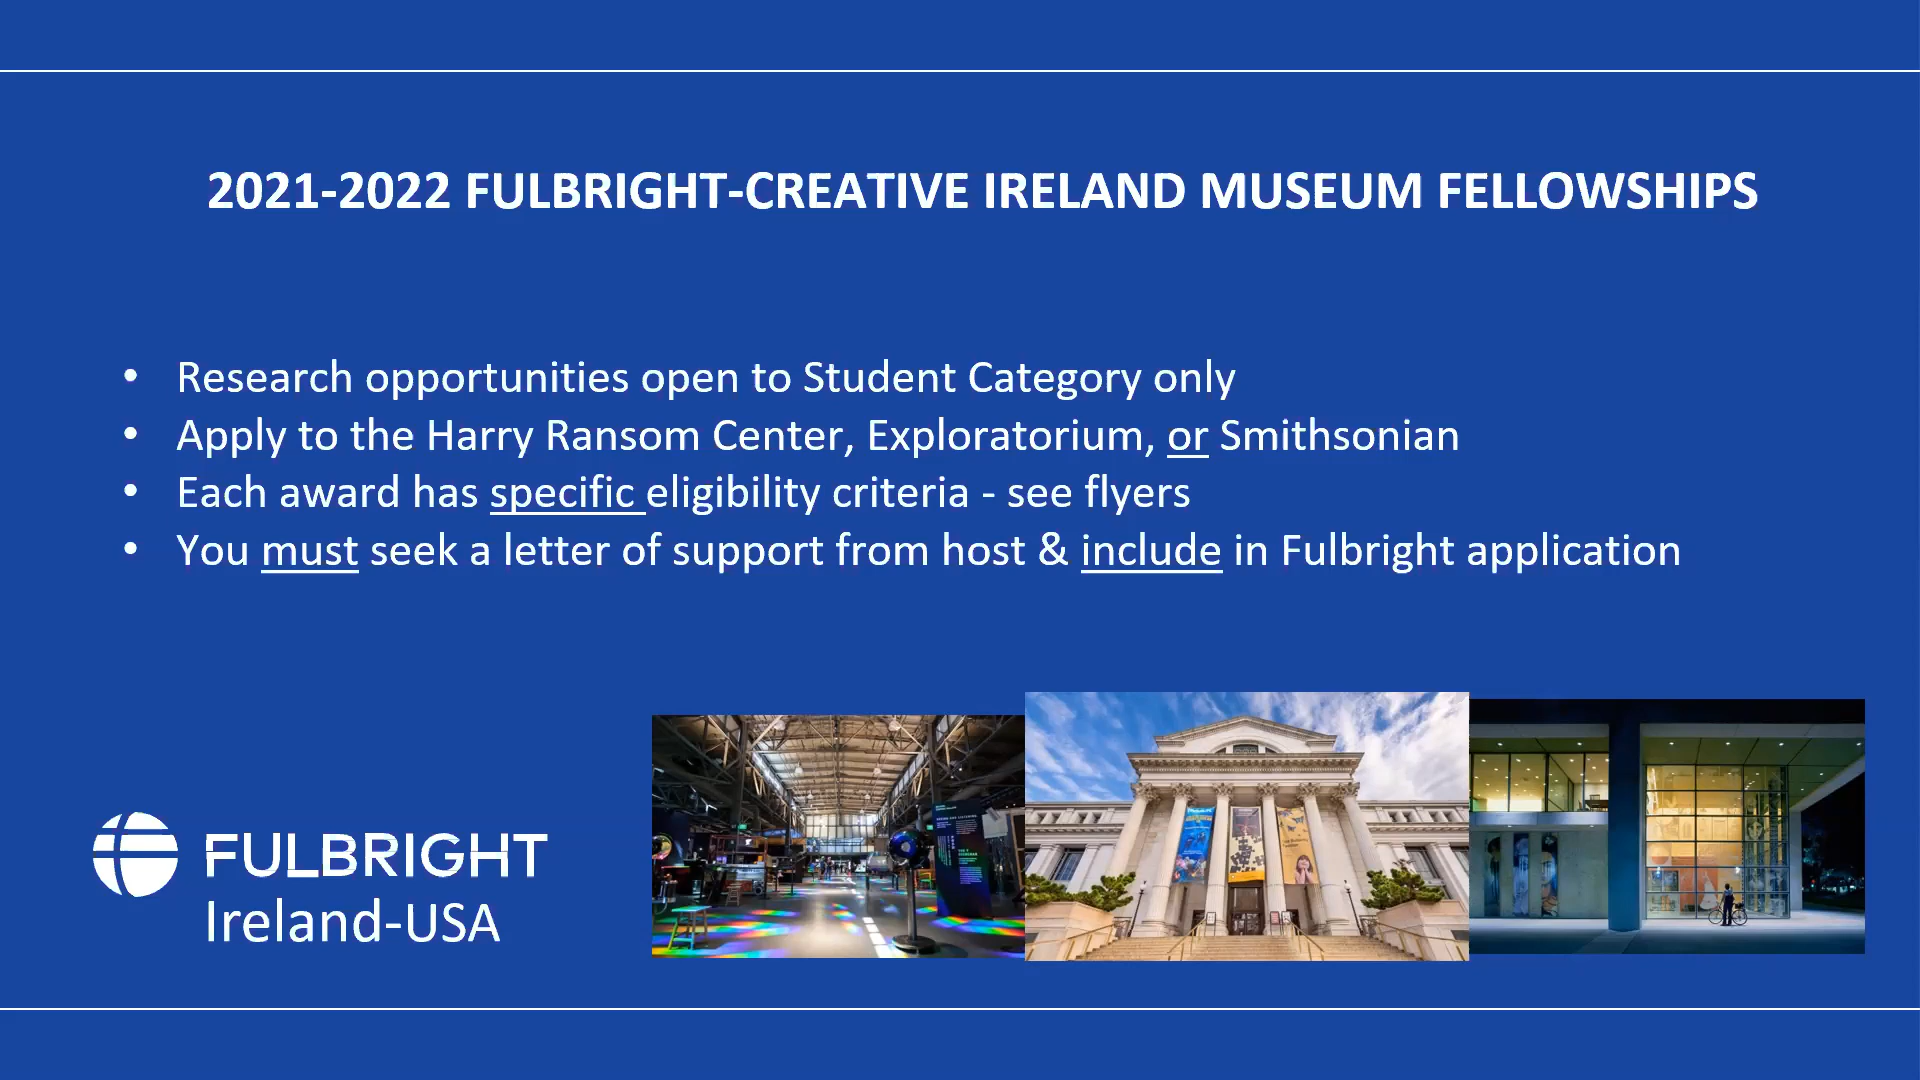 2021-2022 FULBRIGHT-CREATIVE IRELAND MUSEUM FELLOWSHIPS
• Research opportunities open to Student Category only
• Apply to the Harry Ransom Center, Exploratorium, or Smithsonian
• Each award has specific eligibility criteria - see flyers
• You must seek a letter of support from host & include in Fulbright application
FULBRIGHT
Ireland-USA